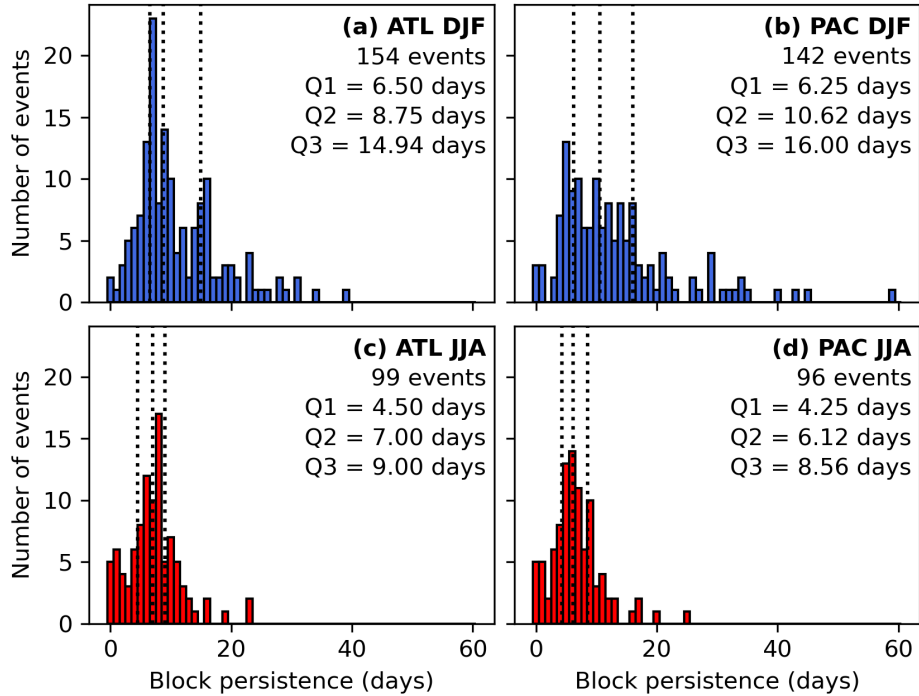 (a) ATL DJF
154 events
Q1 = 6.50 days
Q2 = 8.75 days
Q3 = 14.94 days
Number of events
20
15
10
5
0
(b) PAC DJF
142 events
Q1 = 6.25 days
Q2 = 10.62 days
Q3 = 16.00 days
(c) ATL JJA
99 events
Q1 = 4.50 days
Q2 = 7.00 days
Q3 = 9.00 days
Number of events
20
15
10
5
0
0 20 40 60
Block persistence (days)
(d) PAC JJA
96 events
Q1 = 4.25 days
Q2 = 6.12 days
Q3 = 8.56 days
0 20 40 60
Block persistence (days)